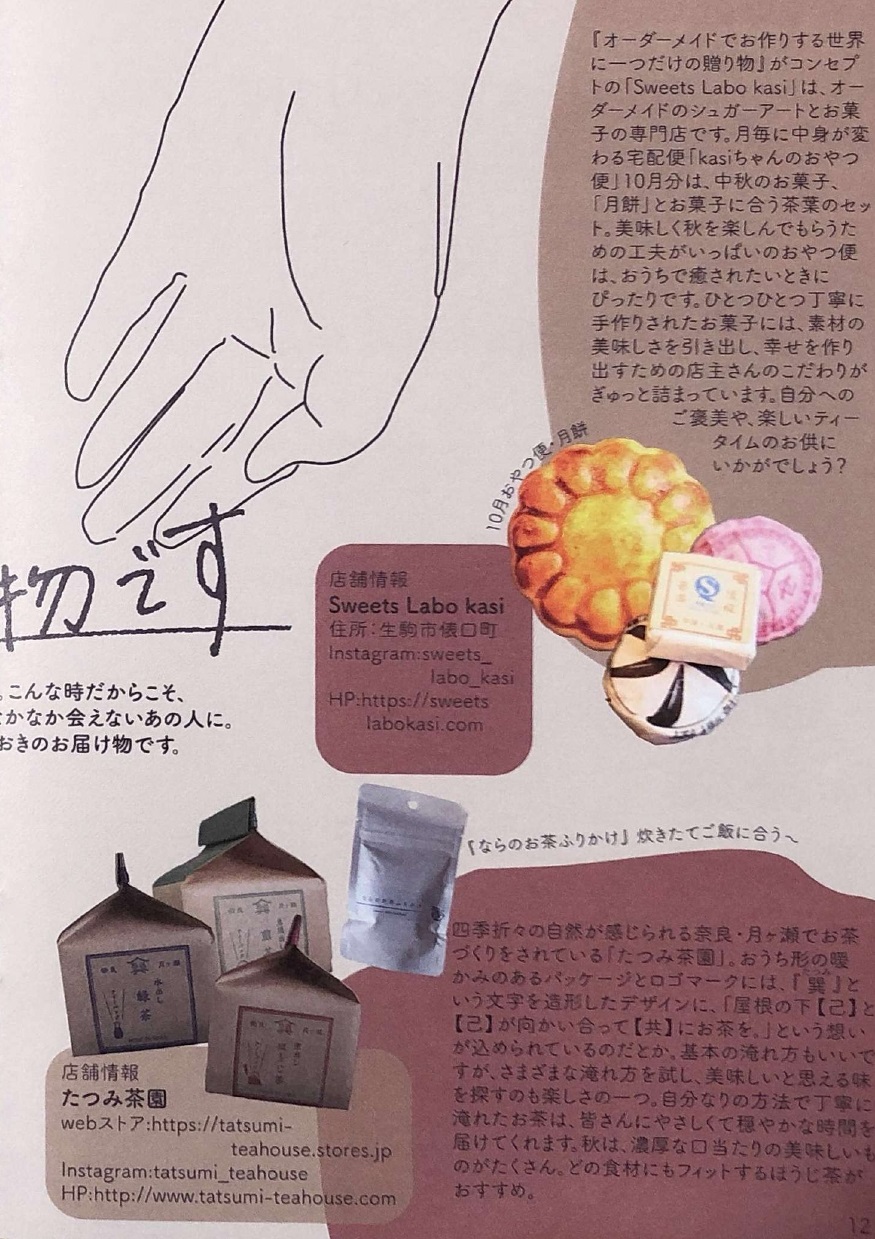 『オーダーメイドでお作りする世界
に一つだけの贈り物』がコンセプ
トの「Sweets Labo kasi」は、オー
ダーメイドのシュガーアートとお菓
子の専門店です。月毎に中身が変
わる宅配便「kasiちゃんのおやつ
便」10月分は、中秋のお菓子、
「月餅」とお菓子に合う茶葉のセッ
ト。美味しく秋を楽しんでもらうた
めの工夫がいっぱいのおやつ便
は、おうちで癒されたいときに
ぴったりです。ひとつひとつ丁寧に
手作りされたお菓子には、素材の
美味しさを引き出し、幸せを作り
出すための店主さんのこだわりが
ぎゅっと詰まっています。自分への
ご褒美や、楽しいティー
タイムのお供に
いかがでしょう?
10月おやつ便・月餅
物です
。こんな時だからこそ、
なかなか会えないあの人に。
おきのお届け物です。
店舗情報
Sweets Labo kasi
住所:生駒市俵口町
Instagram:sweets_
labo_kasi
HP:https://sweets
labokasi.com
『ならのお茶ふりかけ』炊きたてご飯に合う〜
四季折々の自然が感じられる奈良・月ヶ瀬でお茶
づくりをされている「たつみ茶園」。おうち形の暖
かみのあるパッケージとロゴマークには、『巽』と
いう文字を造形したデザインに、「屋根の下【己】と
【己】が向かい合って【共】にお茶を。」という想い
が込められているのだとか。基本の淹れ方もいいで
すが、さまざまな淹れ方を試し、美味しいと思える味
を探すのも楽しさの一つ。自分なりの方法で丁寧に
淹れたお茶は、皆さんにやさしくて穏やかな時間を
届けてくれます。秋は、濃厚な口当たりの美味しいも
のがたくさん。どの食材にもフィットするほうじ茶が
おすすめ。
緑茶
店舗情報
たつみ茶園
webストア:https://tatsumi-
teahouse.stores.jp
Instagram:tatsumi_teahouse
HP:http://www.tatsumi-teahouse.com
12